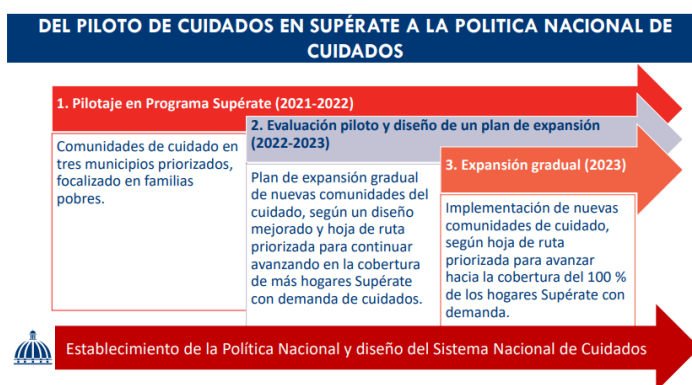 DEL PILOTO DE CUIDADOS EN SUPÉRATE A LA POLITICA NACIONAL DE
CUIDADOS
1. Pilotaje en Programa Supérate (2021-2022)
Comunidades de cuidado en
tres municipios priorizados,
focalizado en familias
pobres.
2. Evaluación piloto y diseño de un plan de expansión
(2022-2023)
Plan de expansión gradual
de nuevas comunidades del
cuidado, según un diseño
mejorado y hoja de ruta
priorizada para continuar
avanzando en la cobertura
de más hogares Supérate
con demanda de cuidados.
3. Expansión gradual (2023)
Implementación de nuevas
comunidades de cuidado,
según hoja de ruta
priorizada para avanzar
hacia la cobertura del 100 %
de los hogares Supérate con
demanda.
Establecimiento de la Política Nacional y diseño del Sistema Nacional de Cuidados